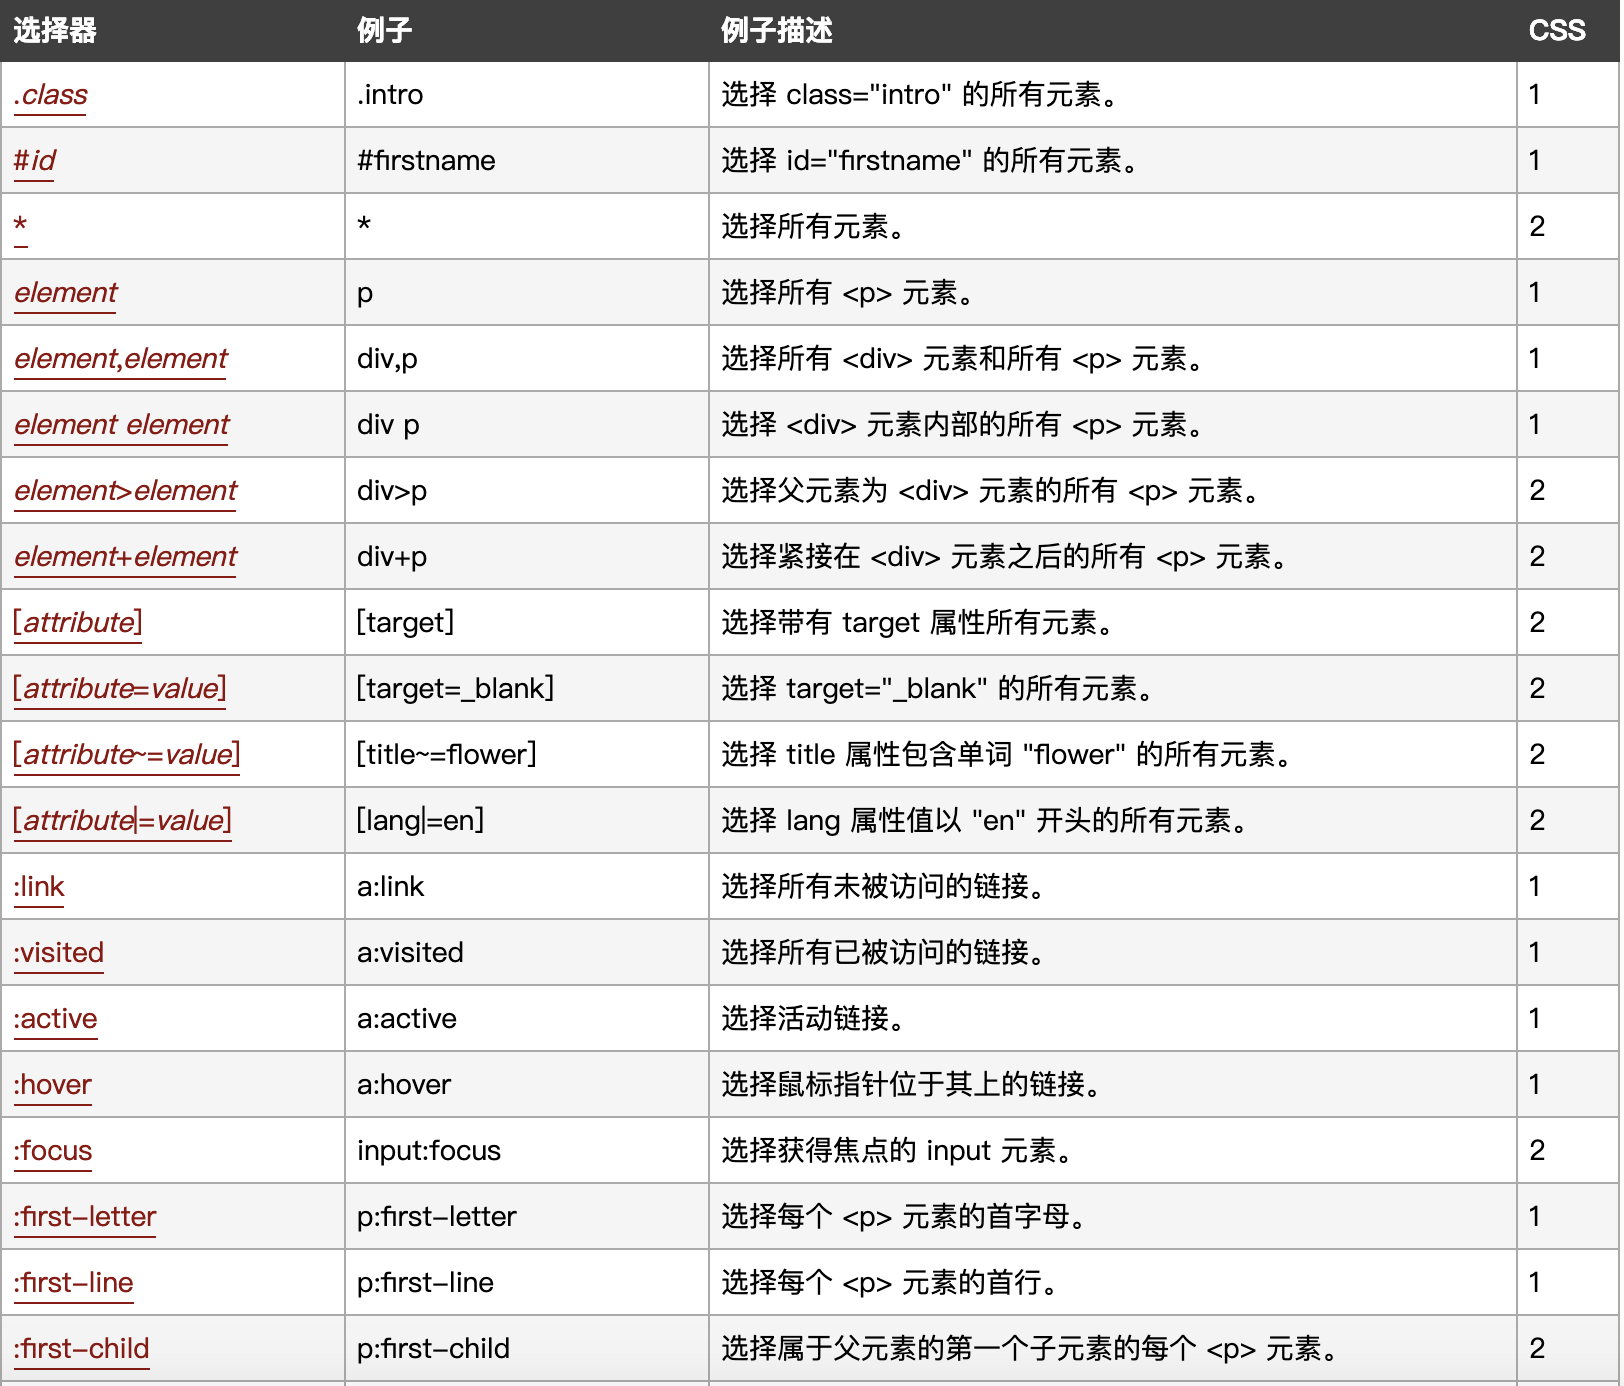 选择器 例子 例子描述 CSS
.class .intro 选择 class="intro" 的所有元素。 1
#id #firstname 选择 id="firstname" 的所有元素。 1
* * 选择所有元素。 2
element p 选择所有 <p> 元素。 1
element,element div,p 选择所有 <div> 元素和所有 <p> 元素。 1
element element div p 选择 <div> 元素内部的所有 <p> 元素。 1
element>element div>p 选择父元素为 <div> 元素的所有 <p> 元素。 2
element+element div+p 选择紧接在 <div> 元素之后的所有 <p> 元素。 2
[attribute] [target] 选择带有 target 属性所有元素。 2
[attribute=value] [target=_blank] 选择 target="_blank" 的所有元素。 2
[attribute~=value] [title~=flower] 选择 title 属性包含单词 "flower" 的所有元素。 2
[attribute|=value] [lang|=en] 选择 lang 属性值以 "en" 开头的所有元素。 2
:link a:link 选择所有未被访问的链接。 1
:visited a:visited 选择所有已被访问的链接。 1
:active a:active 选择活动链接。 1
:hover a:hover 选择鼠标指针位于其上的链接。 1
:focus input:focus 选择获得焦点的 input 元素。 2
:first-letter p:first-letter 选择每个 <p> 元素的首字母。 1
:first-line p:first-line 选择每个 <p> 元素的首行。 1
:first-child p:first-child 选择属于父元素的第一个子元素的每个 <p> 元素。 2